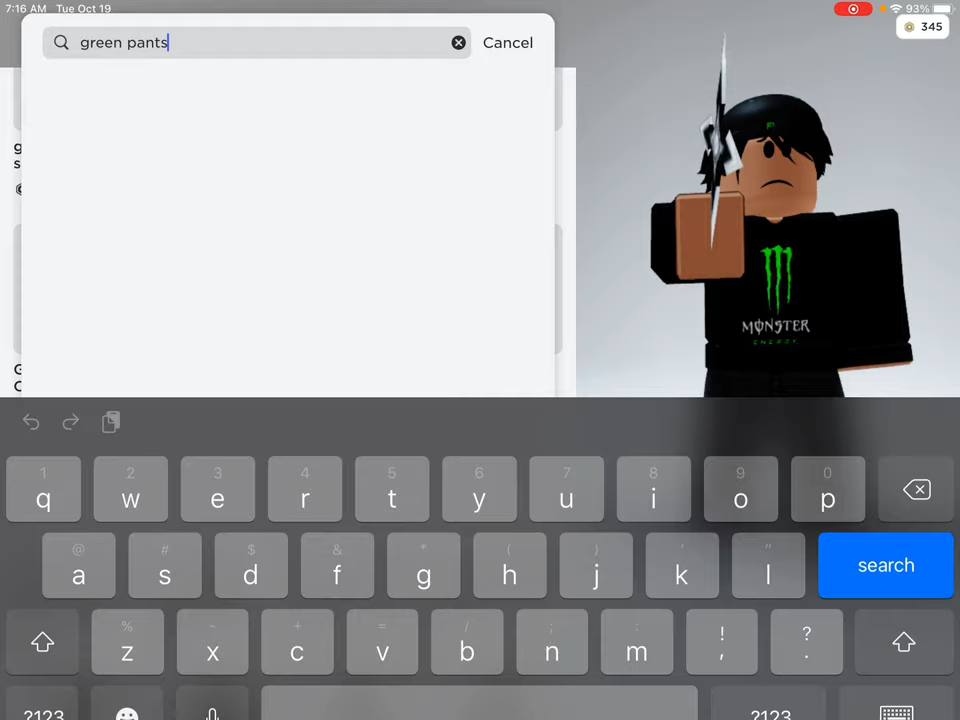 7:16 AM Tue Oct 19 93%
345
green pants Cancel
g
s
G
C
MONSTER
ENERGY
1 2 3 4 5 6 7 8 9 0
q w e r t y u i o p
@ # $ & * ( ) ' "
a s d f g h j k l search
% - + = / ; : ! ?
z x c v b n m , .
?123 ?123